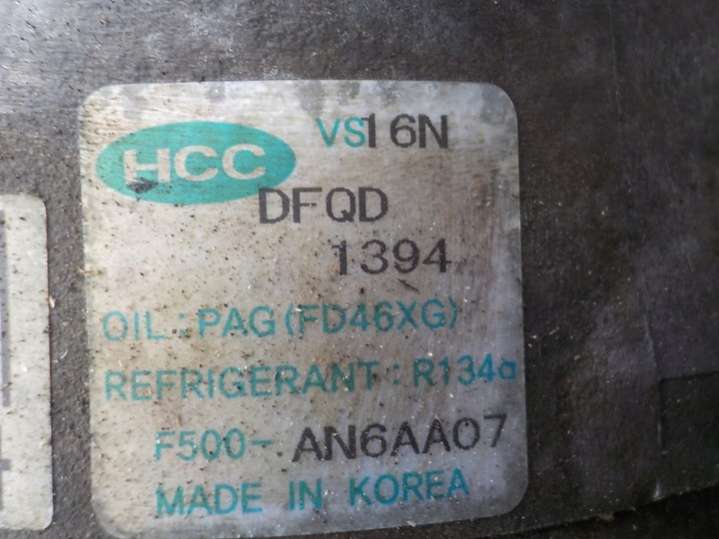 HCC VS16N
DFQD
1394
OIL : PAG (FD46XG)
REFRIGERANT : R134a
F500- AN6AA07
MADE IN KOREA